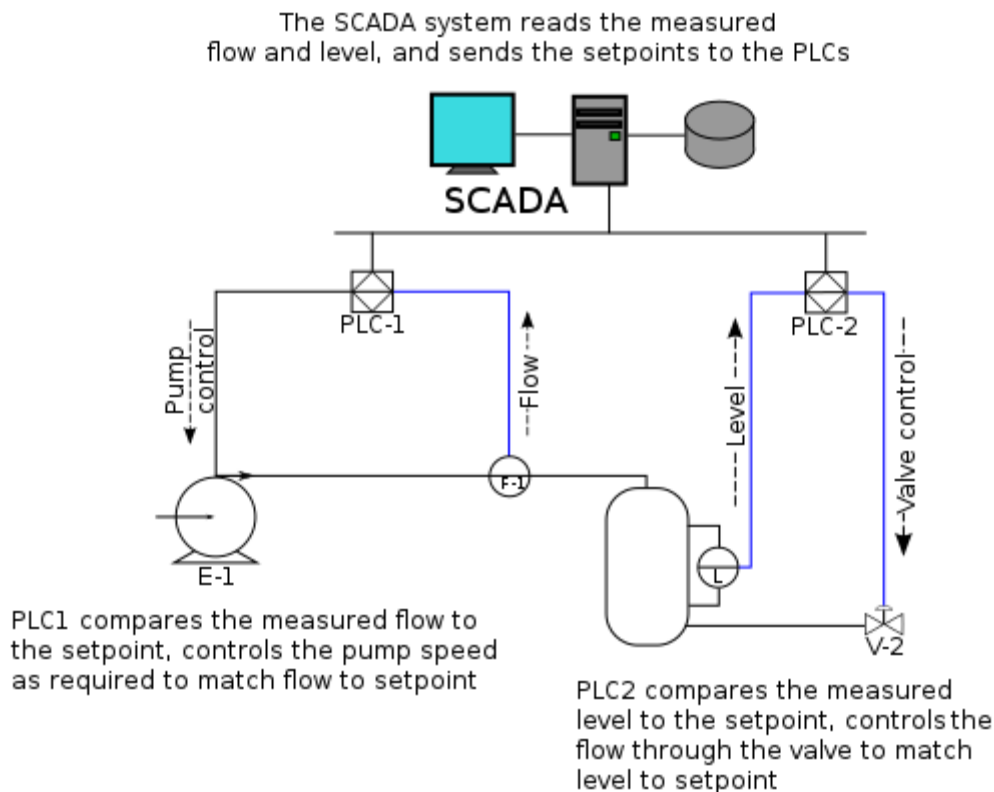 The SCADA system reads the measured
flow and level, and sends the setpoints to the PLCs
SCADA
PLC-1
PLC-2
Pump
control
Flow
Level
Valve control
F-1
L
E-1
V-2
PLC1 compares the measured flow to
the setpoint, controls the pump speed
as required to match flow to setpoint
PLC2 compares the measured
level to the setpoint, controls the
flow through the valve to match
level to setpoint